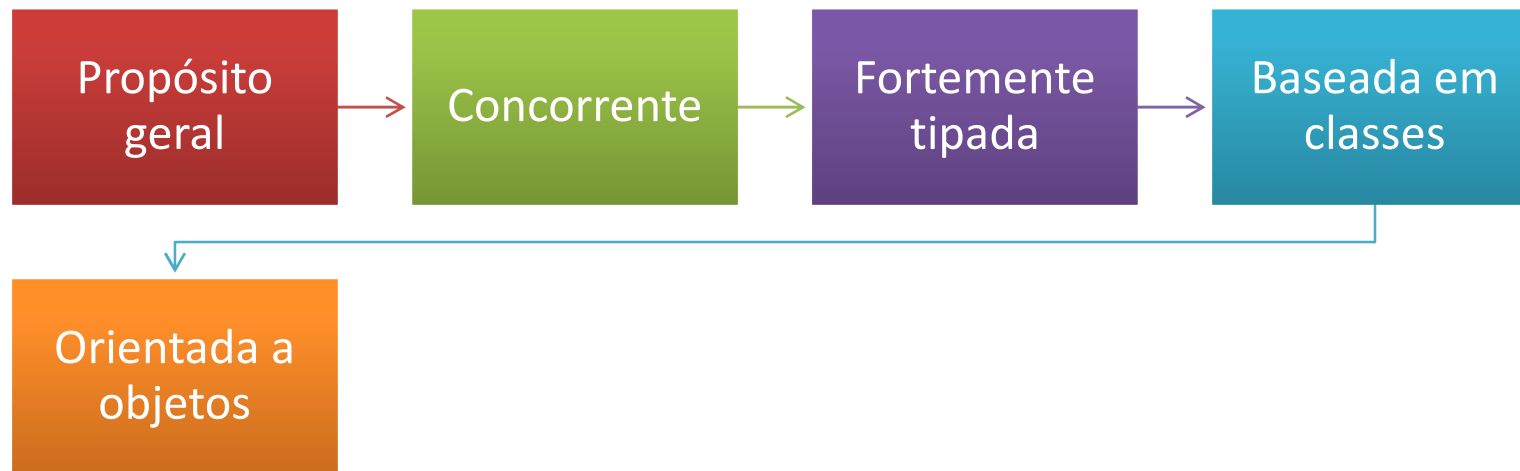 Propósito
geral
Concorrente
Fortemente
tipada
Baseada em
classes
Orientada a
objetos